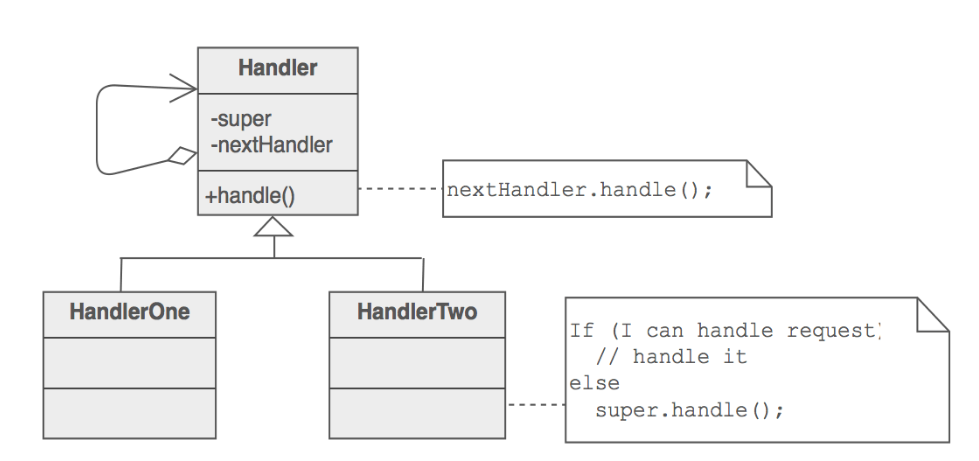 Handler
-super
-nextHandler
+handle()
nextHandler.handle();
HandlerOne
HandlerTwo
If (I can handle request)
// handle it
else
super.handle();